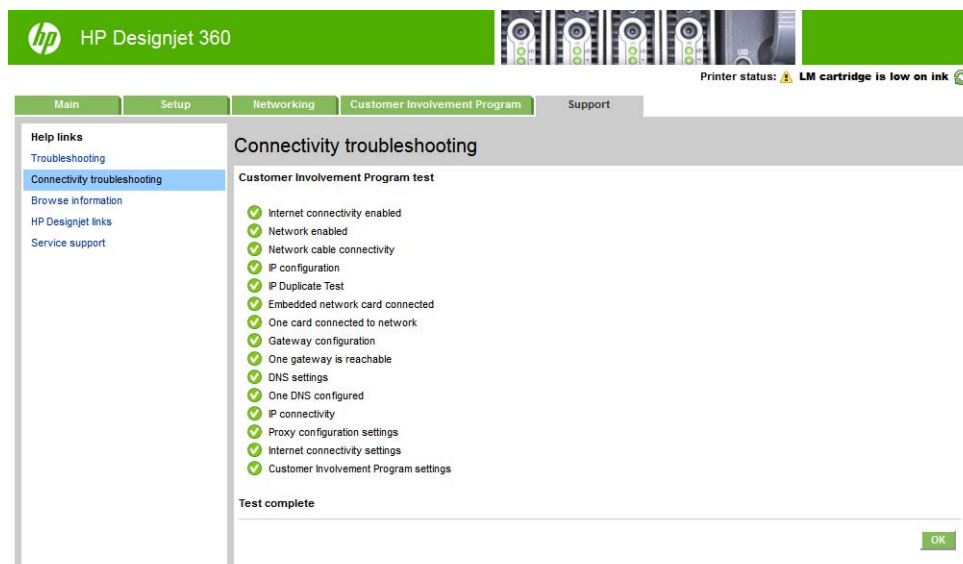 hp HP Designjet 360
Printer status: LM cartridge is low on ink
Main Setup Networking Customer Involvement Program Support
Help links
Troubleshooting
Connectivity troubleshooting
Browse information
HP Designjet links
Service support
Connectivity troubleshooting
Customer Involvement Program test
Internet connectivity enabled
Network enabled
Network cable connectivity
IP configuration
IP Duplicate Test
Embedded network card connected
One card connected to network
Gateway configuration
One gateway is reachable
DNS settings
One DNS configured
IP connectivity
Proxy configuration settings
Internet connectivity settings
Customer Involvement Program settings
Test complete
OK